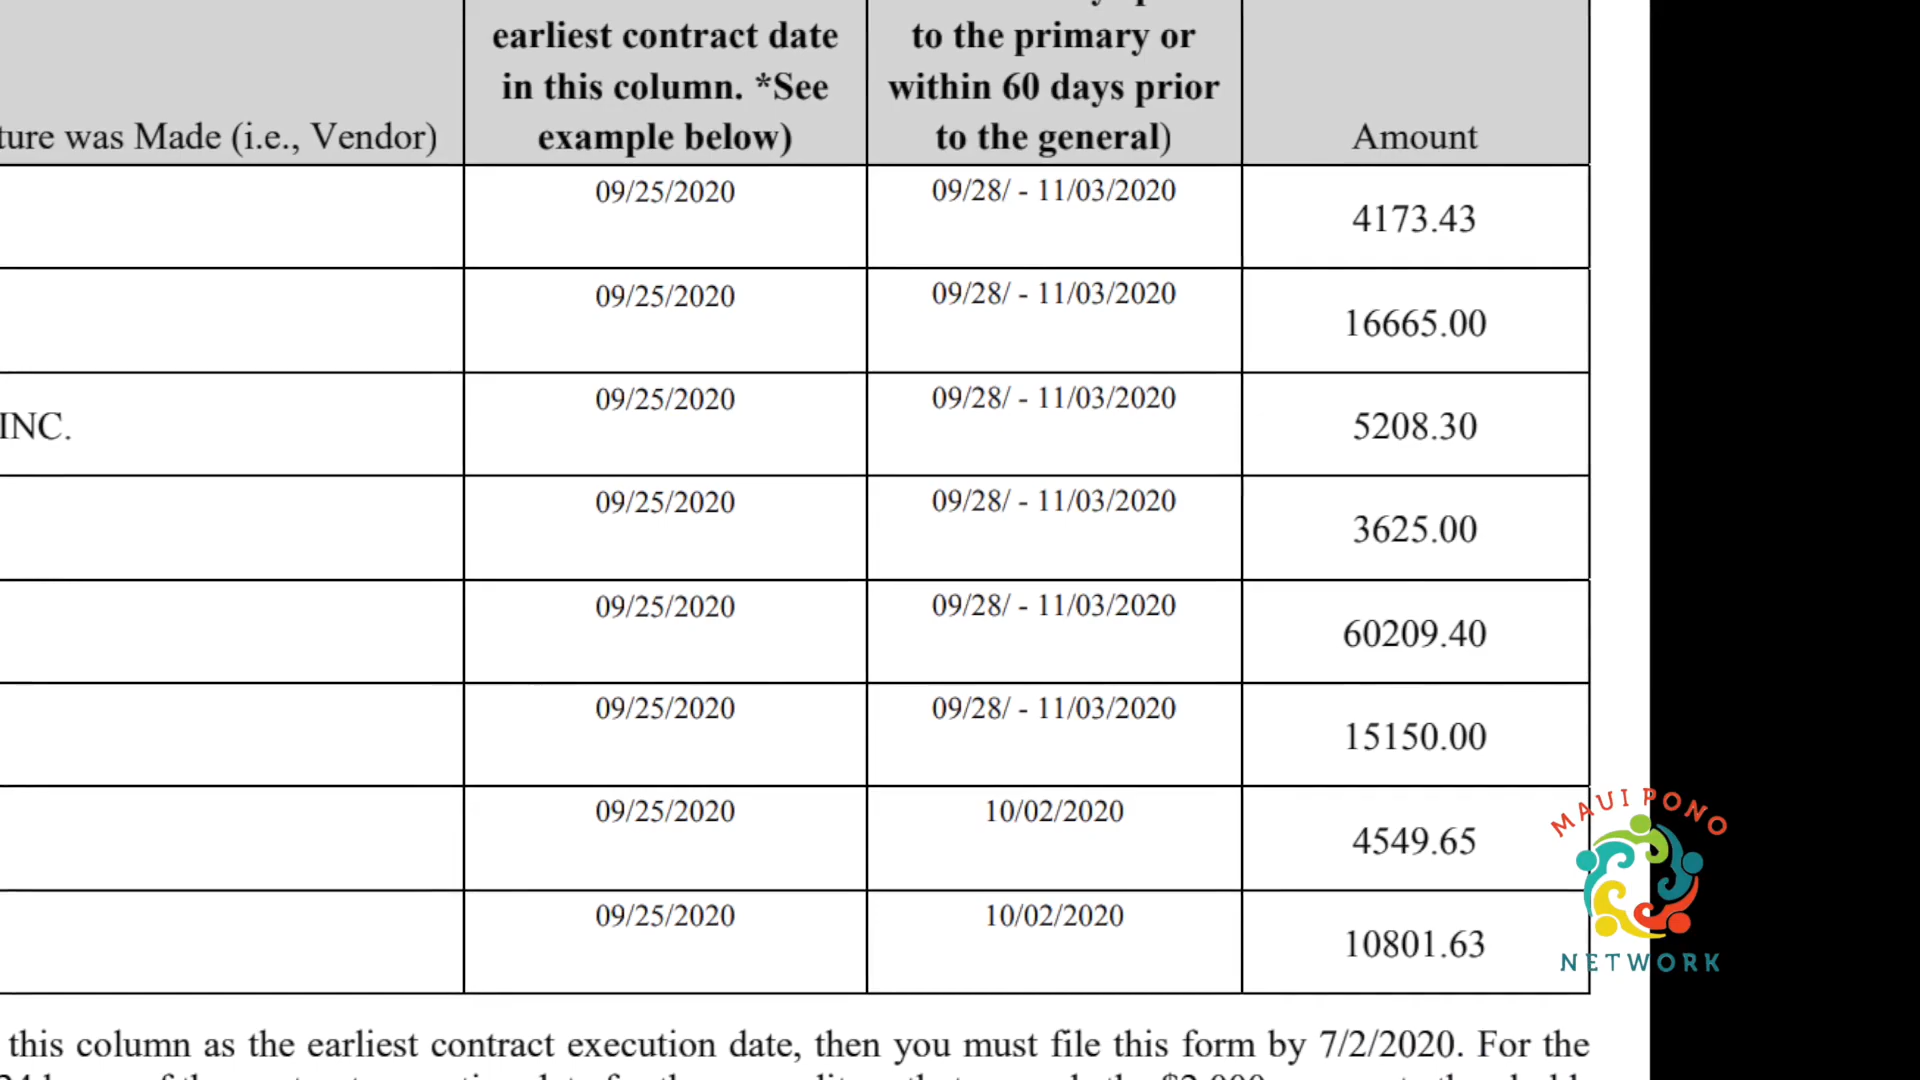 earliest contract date
in this column. *See
example below)
to the primary or
within 60 days prior
to the general)
ture was Made (i.e., Vendor)
Amount
09/25/2020 09/28/ - 11/03/2020 4173.43
09/25/2020 09/28/ - 11/03/2020 16665.00
INC. 09/25/2020 09/28/ - 11/03/2020 5208.30
09/25/2020 09/28/ - 11/03/2020 3625.00
09/25/2020 09/28/ - 11/03/2020 60209.40
09/25/2020 09/28/ - 11/03/2020 15150.00
09/25/2020 10/02/2020 4549.65
09/25/2020 10/02/2020 10801.63
MAUI PONO
NETWORK
this column as the earliest contract execution date, then you must file this form by 7/2/2020. For the